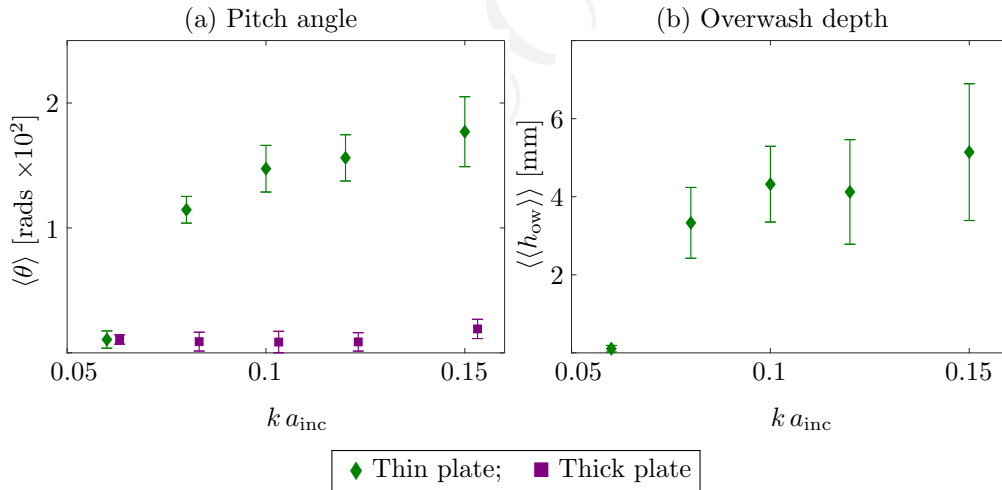 (a) Pitch angle
(b) Overwash depth
⟨θ⟩ [rads ×10²]
2
1
0.05
0.1
0.15
k a_inc
⟨⟨h_ow⟩⟩ [mm]
6
4
2
0.05
0.1
0.15
k a_inc
Thin plate; Thick plate